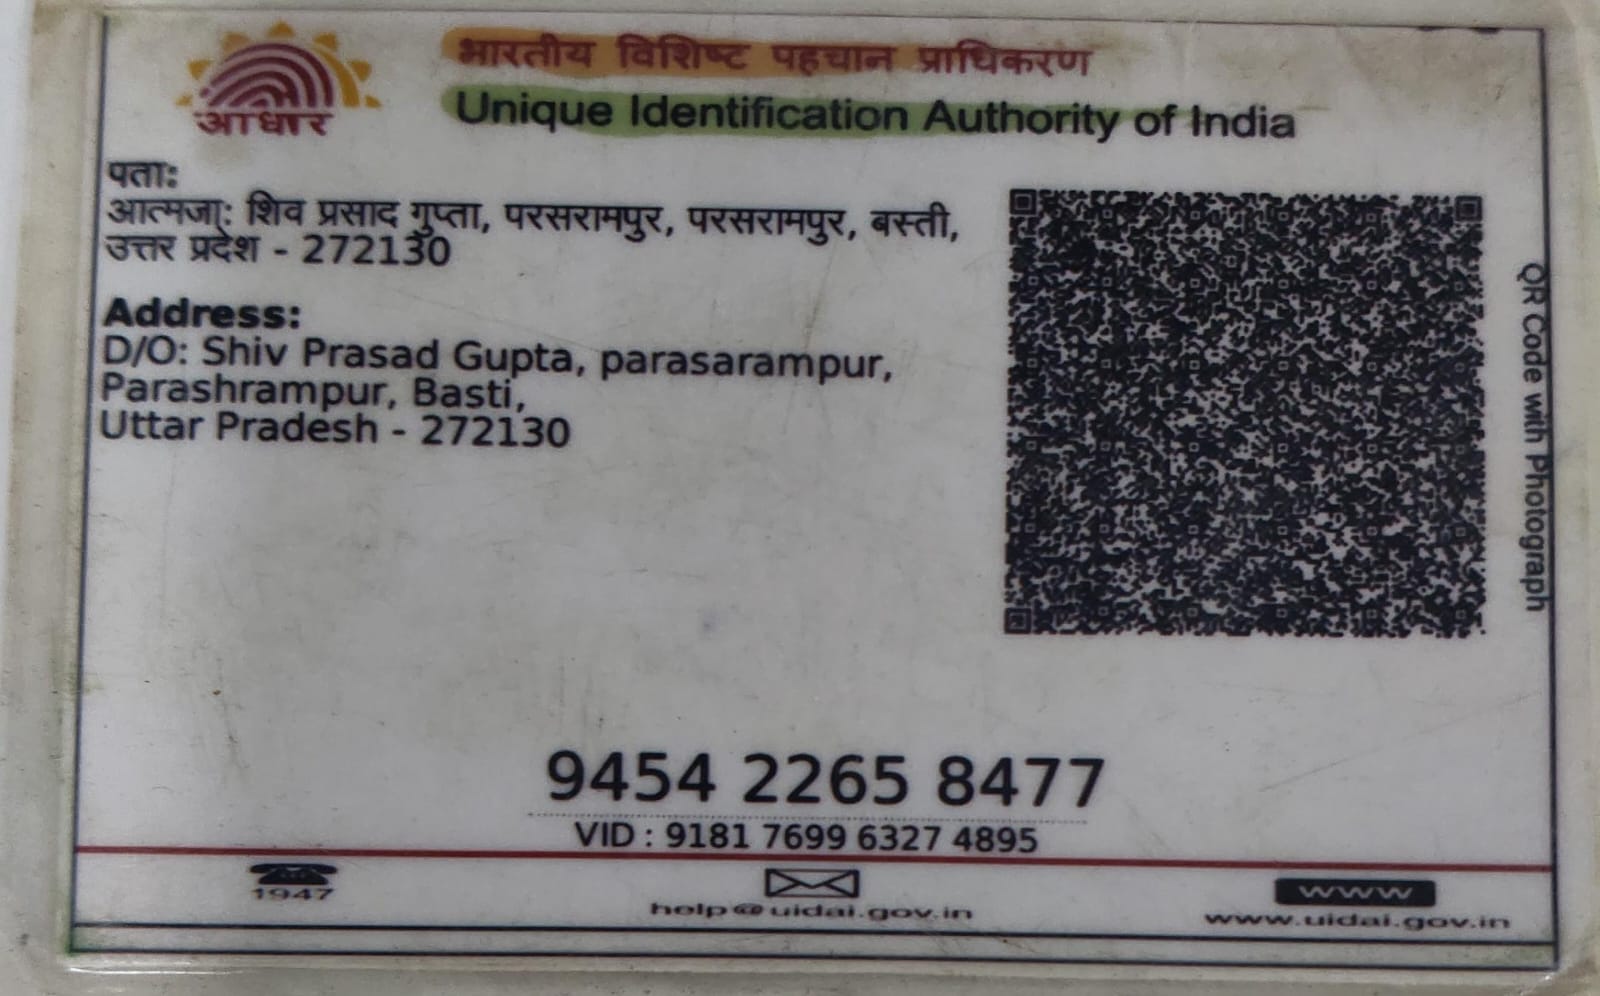 भारतीय विशिष्ट पहचान प्राधिकरण
आधार
Unique Identification Authority of India
पताः
आत्मजा: शिव प्रसाद गुप्ता, परसरामपुर, परसरामपुर, बस्ती,
उत्तर प्रदेश - 272130
Address:
D/O: Shiv Prasad Gupta, parasarampur,
Parashrampur, Basti,
Uttar Pradesh - 272130
QR Code with Photograph
9454 2265 8477
VID : 9181 7699 6327 4895
1947
help@uidai.gov.in
WWW
www.uidai.gov.in